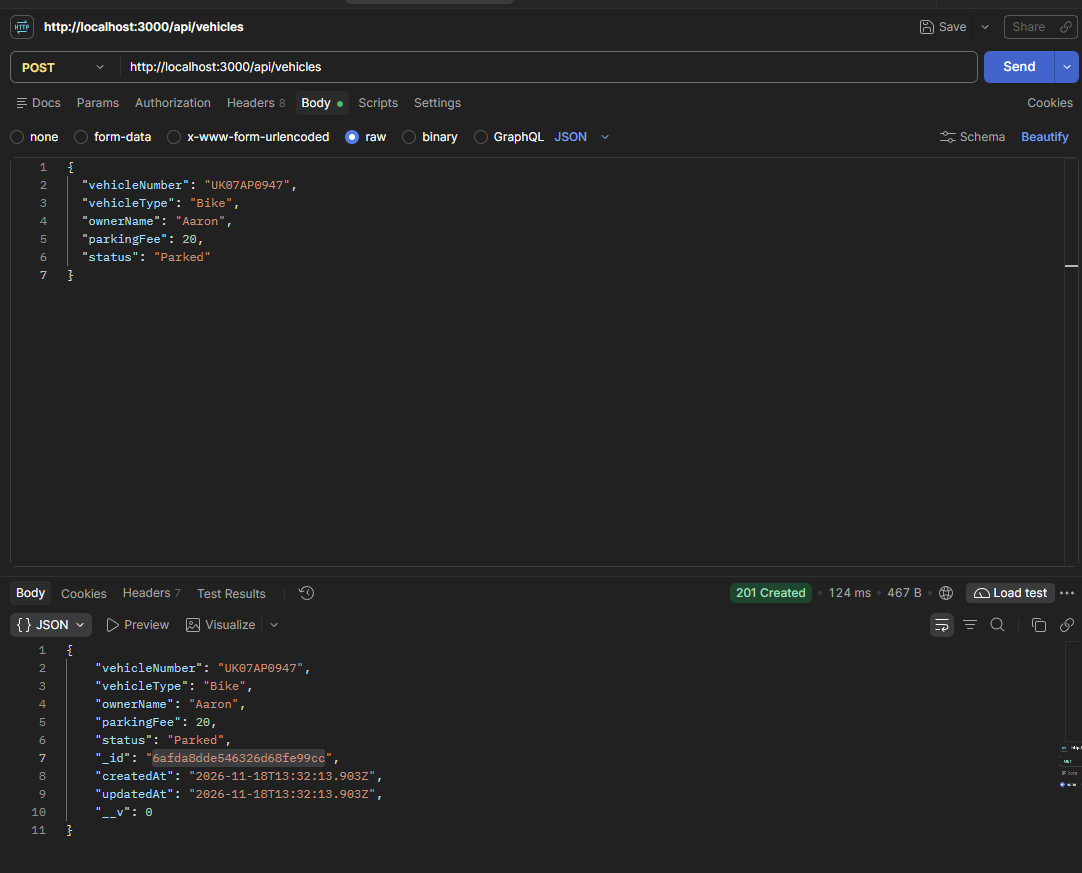 HTTP http://localhost:3000/api/vehicles Save Share
POST http://localhost:3000/api/vehicles Send
Docs Params Authorization Headers 8 Body Scripts Settings Cookies
none form-data x-www-form-urlencoded raw binary GraphQL JSON Schema Beautify
1 {
2 "vehicleNumber": "UK07AP0947",
3 "vehicleType": "Bike",
4 "ownerName": "Aaron",
5 "parkingFee": 20,
6 "status": "Parked"
7 }
Body Cookies Headers 7 Test Results 201 Created 124 ms 467 B Load test
{} JSON Preview Visualize
1 {
2 "vehicleNumber": "UK07AP0947",
3 "vehicleType": "Bike",
4 "ownerName": "Aaron",
5 "parkingFee": 20,
6 "status": "Parked",
7 "_id": "6afda8dde546326d68fe99cc",
8 "createdAt": "2026-11-18T13:32:13.903Z",
9 "updatedAt": "2026-11-18T13:32:13.903Z",
10 "__v": 0
11 }